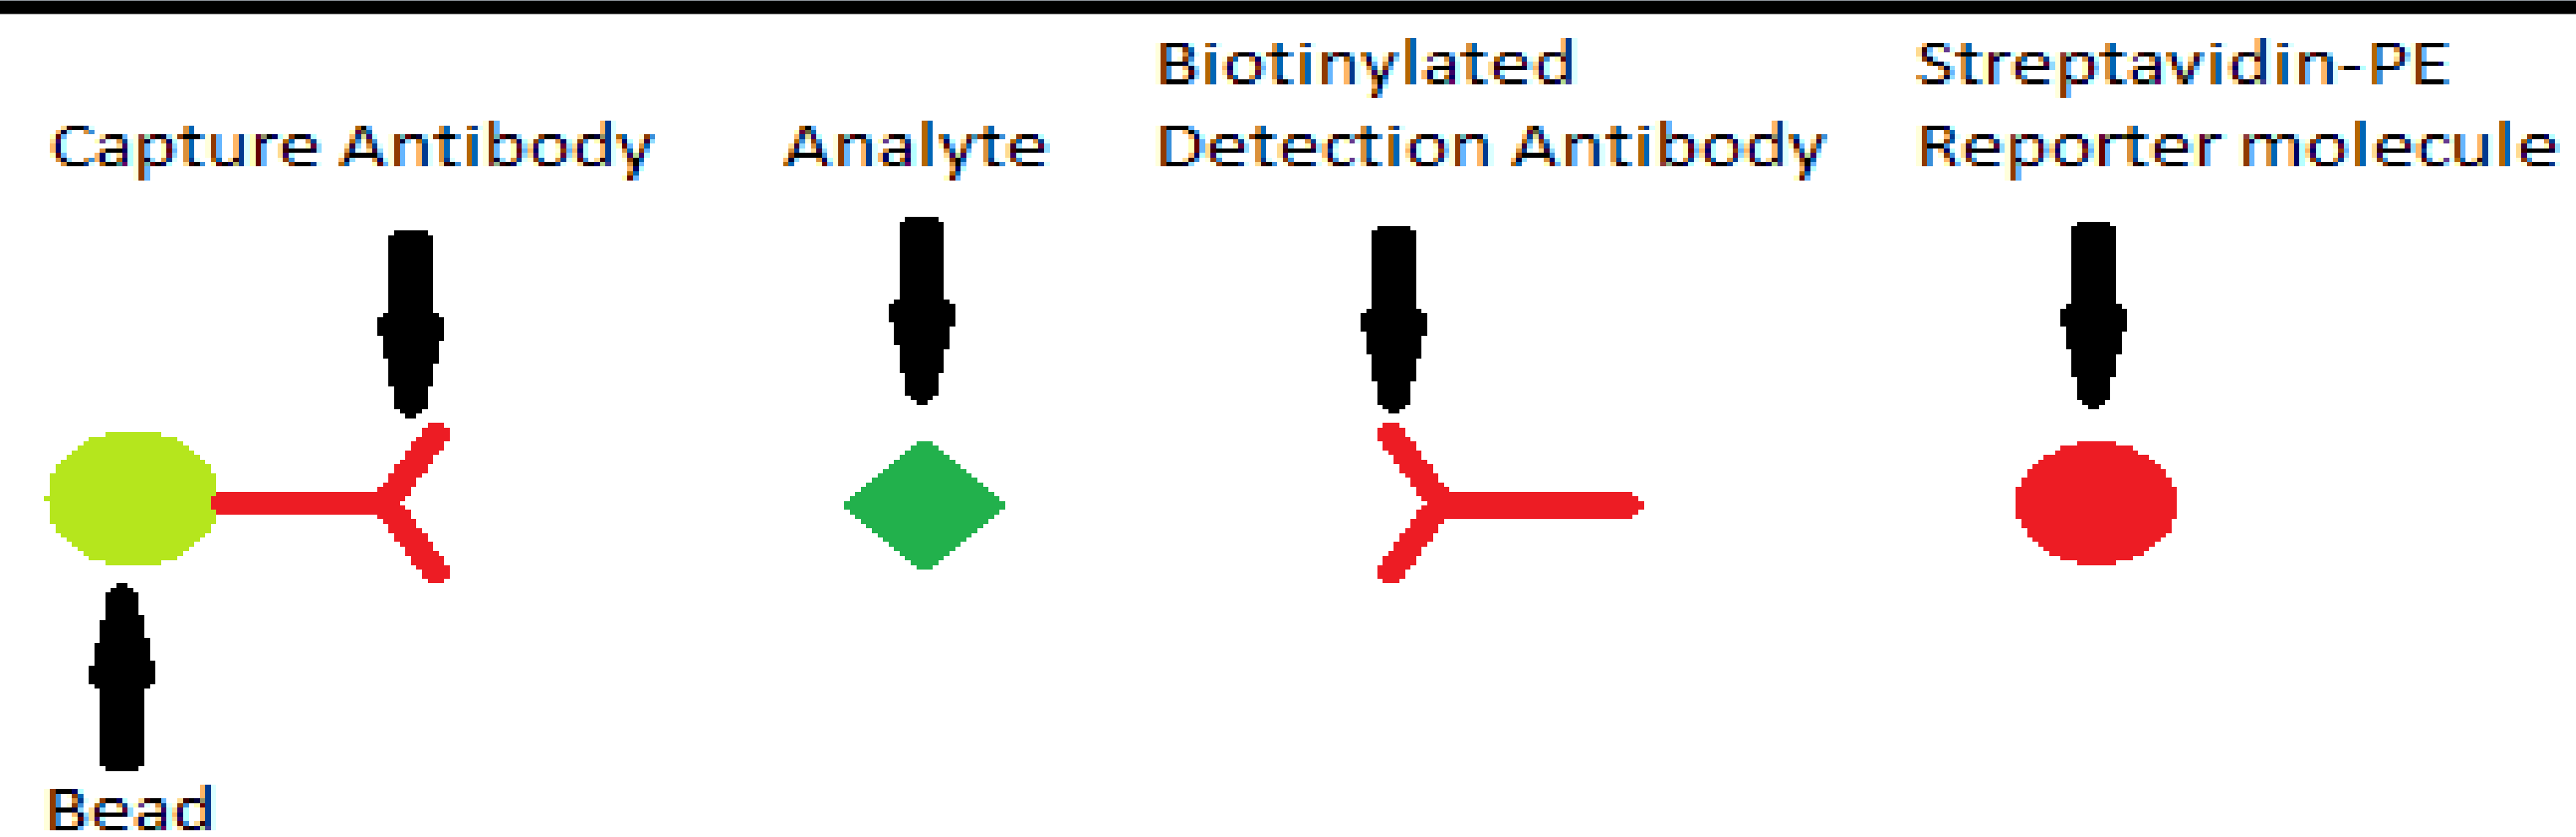 Capture Antibody
Analyte
Biotinylated
Detection Antibody
Streptavidin-PE
Reporter molecule
Bead